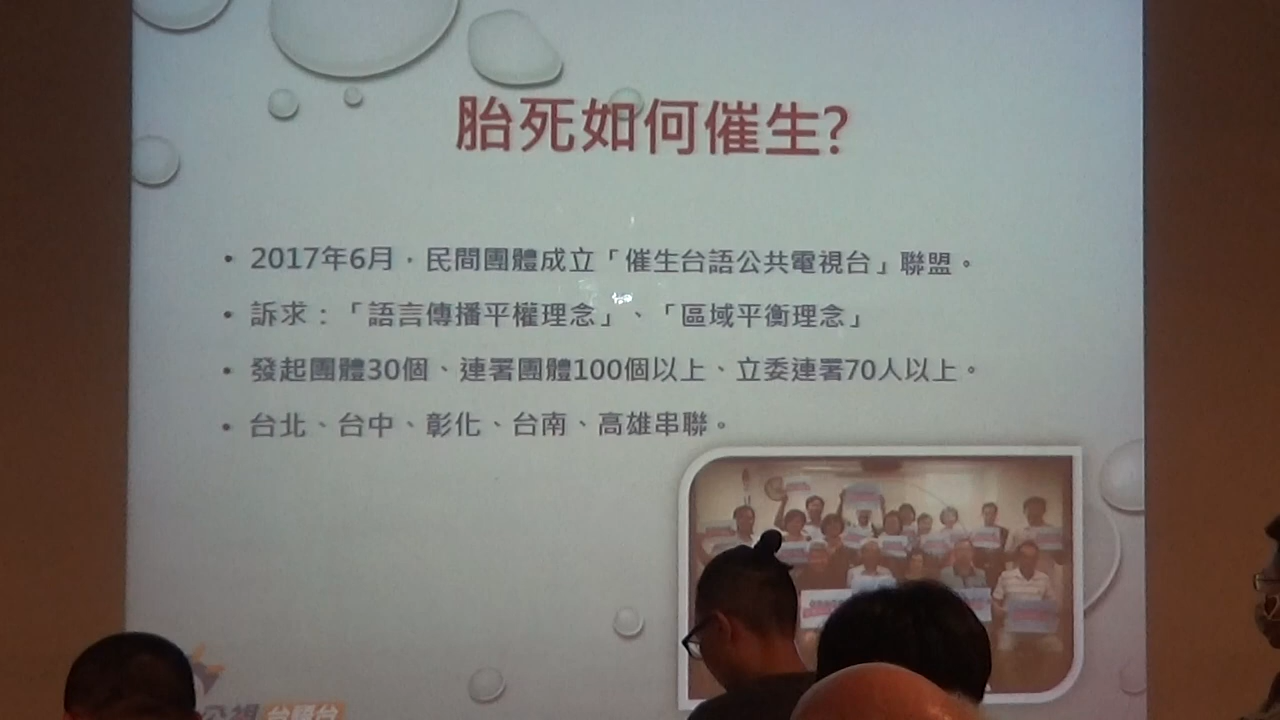 胎死如何催生?
• 2017年6月，民間團體成立「催生台語公共電視台」聯盟。
• 訴求：「語言傳播平權理念」、「區域平衡理念」
• 發起團體30個、連署團體100個以上、立委連署70人以上。
• 台北、台中、彰化、台南、高雄串聯。
公視 台語台